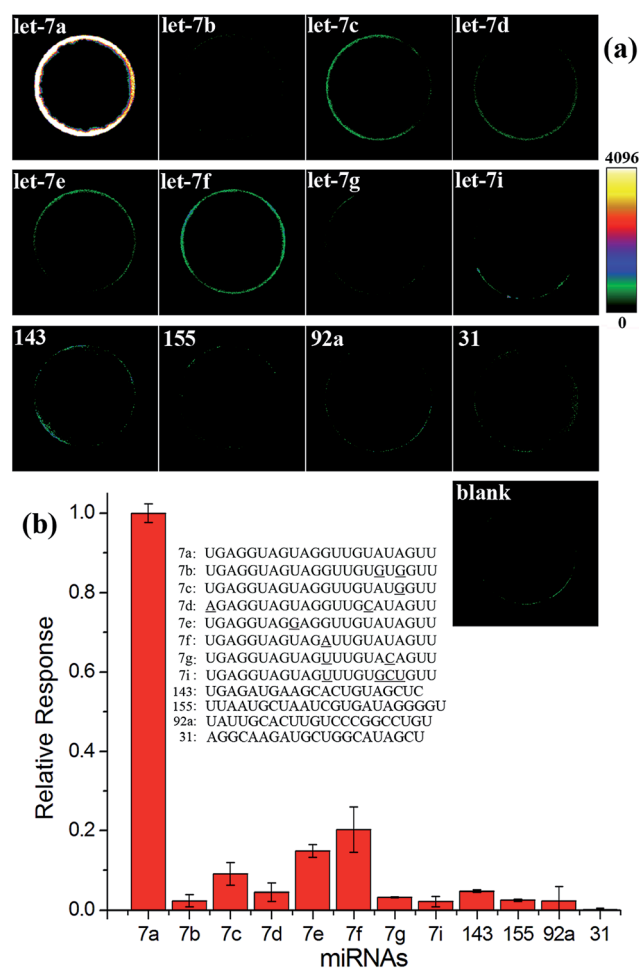 let-7a let-7b let-7c let-7d
(a)
4096
let-7e let-7f let-7g let-7i
0
143 155 92a 31
blank
(b)
Relative Response
1.0
0.8
0.6
0.4
0.2
0.0
7a: UGAGGUAGUAGGUUGUAUAGUU
7b: UGAGGUAGUAGGUUGUGUGGUU
7c: UGAGGUAGUAGGUUGUAUGGUU
7d: AGAGGUAGUAGGUUGCAUAGUU
7e: UGAGGUAGGAGGUUGUAUAGUU
7f: UGAGGUAGUAGAUUGUAUAGUU
7g: UGAGGUAGUAGUUUGUACAGUU
7i: UGAGGUAGUAGUUUGUGCUGUU
143: UGAGAUGAAGCACUGUAGCUC
155: UUAAUGCUAAUCGUGAUAGGGGU
92a: UAUUGCACUUGUCCCGGCCUGU
31: AGGCAAGAUGCUGGCAUAGCU
7a 7b 7c 7d 7e 7f 7g 7i 143 155 92a 31
miRNAs